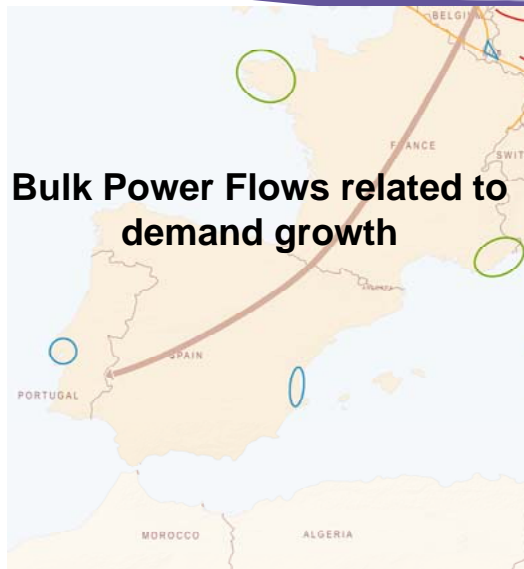 BELGI
FRANCE
SWIT
Bulk Power Flows related to
demand growth
SPAIN
PORTUGAL
MOROCCO
ALGERIA